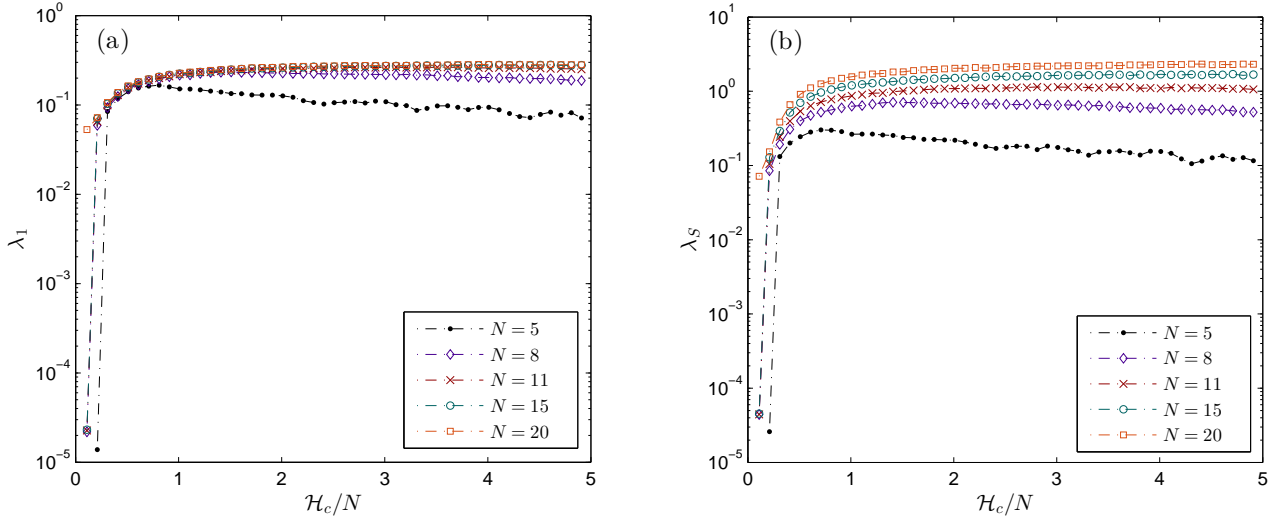 (a)
10^0
10^−1
10^−2
10^−3
10^−4
10^−5
λ_1
0 1 2 3 4 5
ℋ_c/N
N = 5
N = 8
N = 11
N = 15
N = 20
(b)
10^1
10^0
10^−1
10^−2
10^−3
10^−4
10^−5
λ_S
0 1 2 3 4 5
ℋ_c/N
N = 5
N = 8
N = 11
N = 15
N = 20